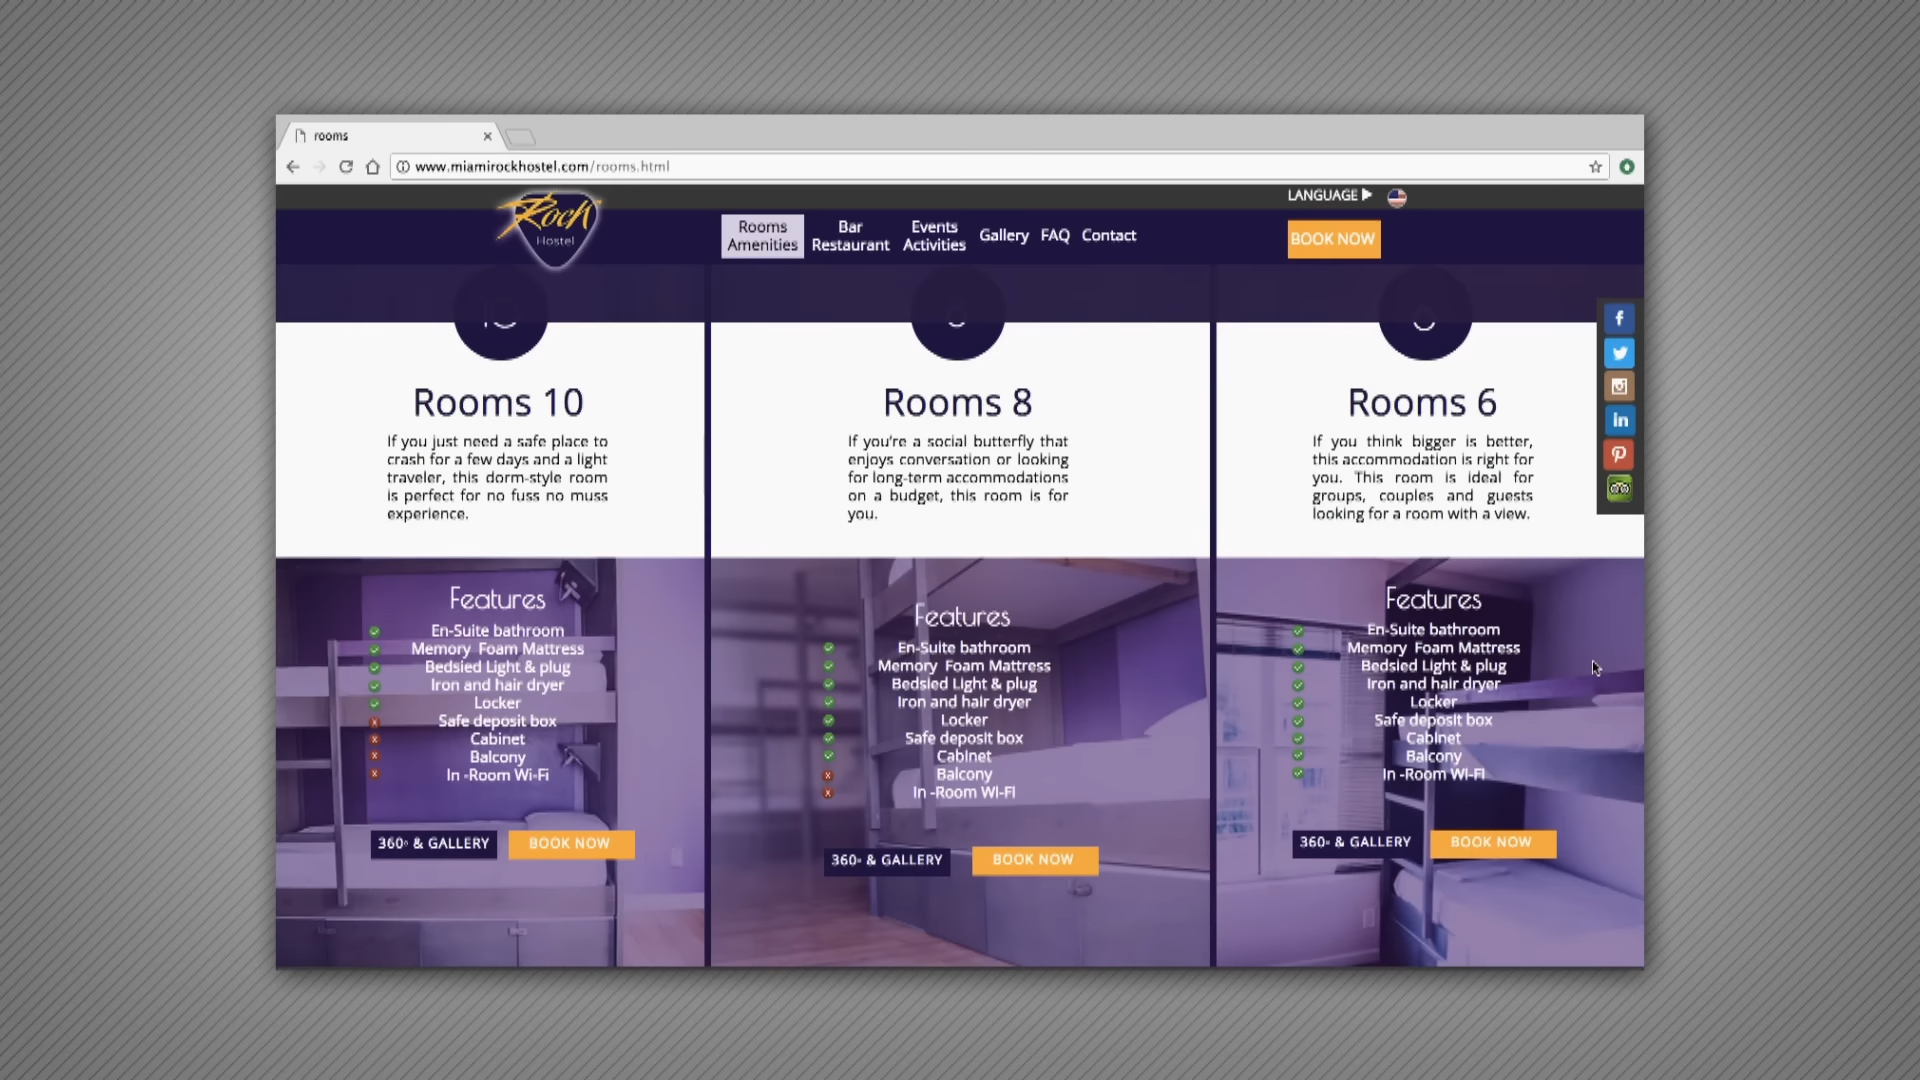 rooms
www.miamirockhostel.com/rooms.html
LANGUAGE
Rock
Hostel
Rooms
Amenities
Bar
Restaurant
Events
Activities
Gallery
FAQ
Contact
BOOK NOW
Rooms 10
If you just need a safe place to
crash for a few days and a light
traveler, this dorm-style room
is perfect for no fuss no muss
experience.
Features
En-Suite bathroom
Memory Foam Mattress
Bedsied Light & plug
Iron and hair dryer
Locker
Safe deposit box
Cabinet
Balcony
In -Room Wi-Fi
360° & GALLERY
BOOK NOW
Rooms 8
If you're a social butterfly that
enjoys conversation or looking
for long-term accommodations
on a budget, this room is for
you.
Features
En-Suite bathroom
Memory Foam Mattress
Bedsied Light & plug
Iron and hair dryer
Locker
Safe deposit box
Cabinet
Balcony
In -Room Wi-Fi
360° & GALLERY
BOOK NOW
Rooms 6
If you think bigger is better,
this accommodation is right for
you. This room is ideal for
groups, couples and guests
looking for a room with a view.
Features
En-Suite bathroom
Memory Foam Mattress
Bedsied Light & plug
Iron and hair dryer
Locker
Safe deposit box
Cabinet
Balcony
In -Room Wi-Fi
360° & GALLERY
BOOK NOW